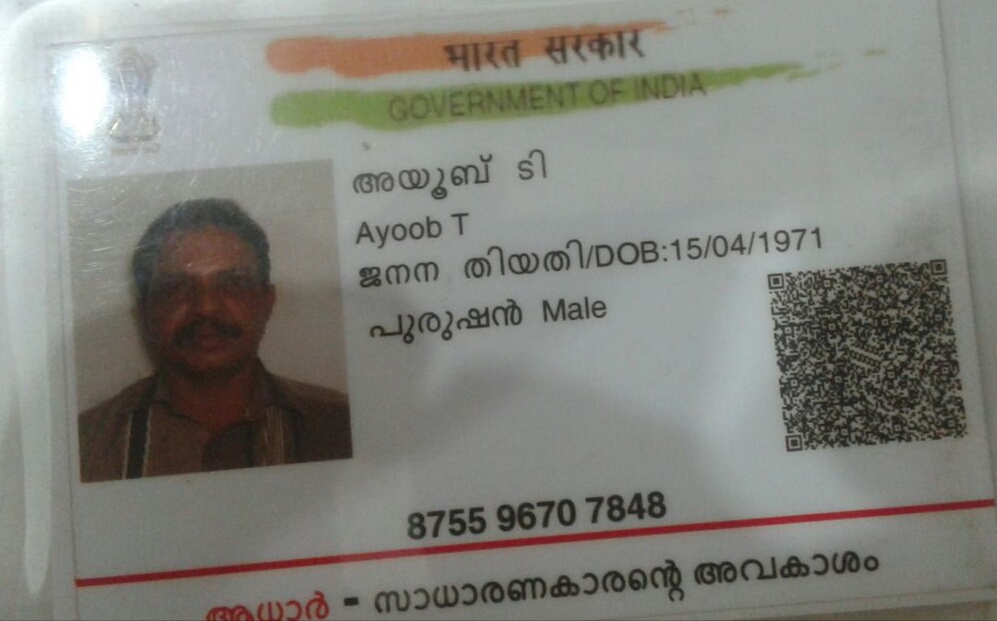 भारत सरकार
GOVERNMENT OF INDIA
അയൂബ് ടി
Ayoob T
ജനന തിയതി/DOB:15/04/1971
പുരുഷൻ Male
8755 9670 7848
ആധാർ - സാധാരണകാരന്റെ അവകാശം